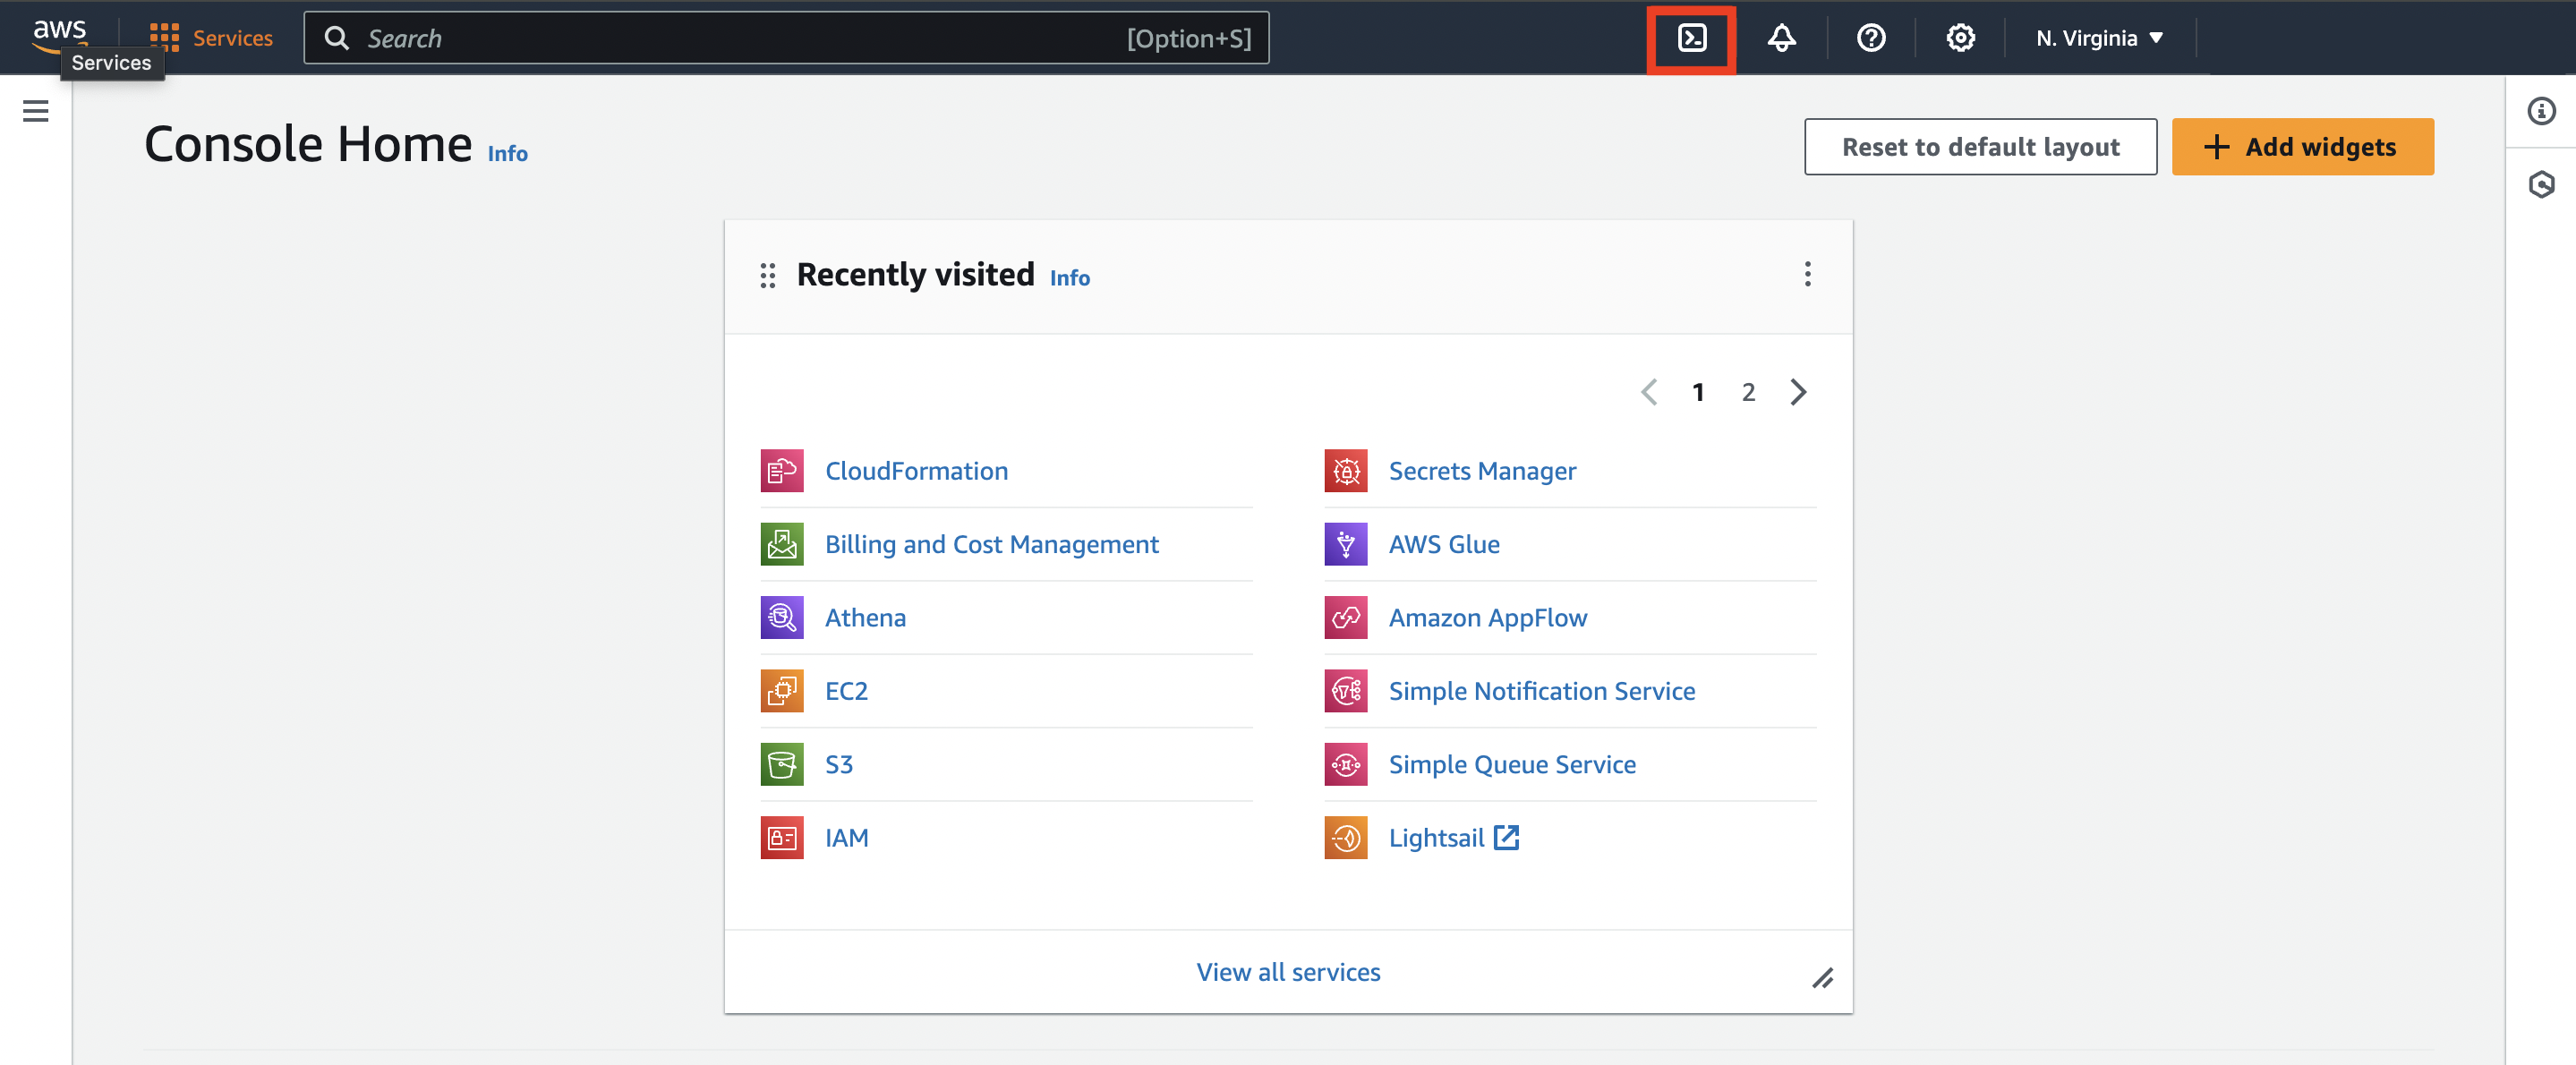 aws
Services
Search
[Option+S]
N. Virginia
Services
Console Home Info
Reset to default layout
Add widgets
Recently visited Info
1 2
CloudFormation
Secrets Manager
Billing and Cost Management
AWS Glue
Athena
Amazon AppFlow
EC2
Simple Notification Service
S3
Simple Queue Service
IAM
Lightsail
View all services